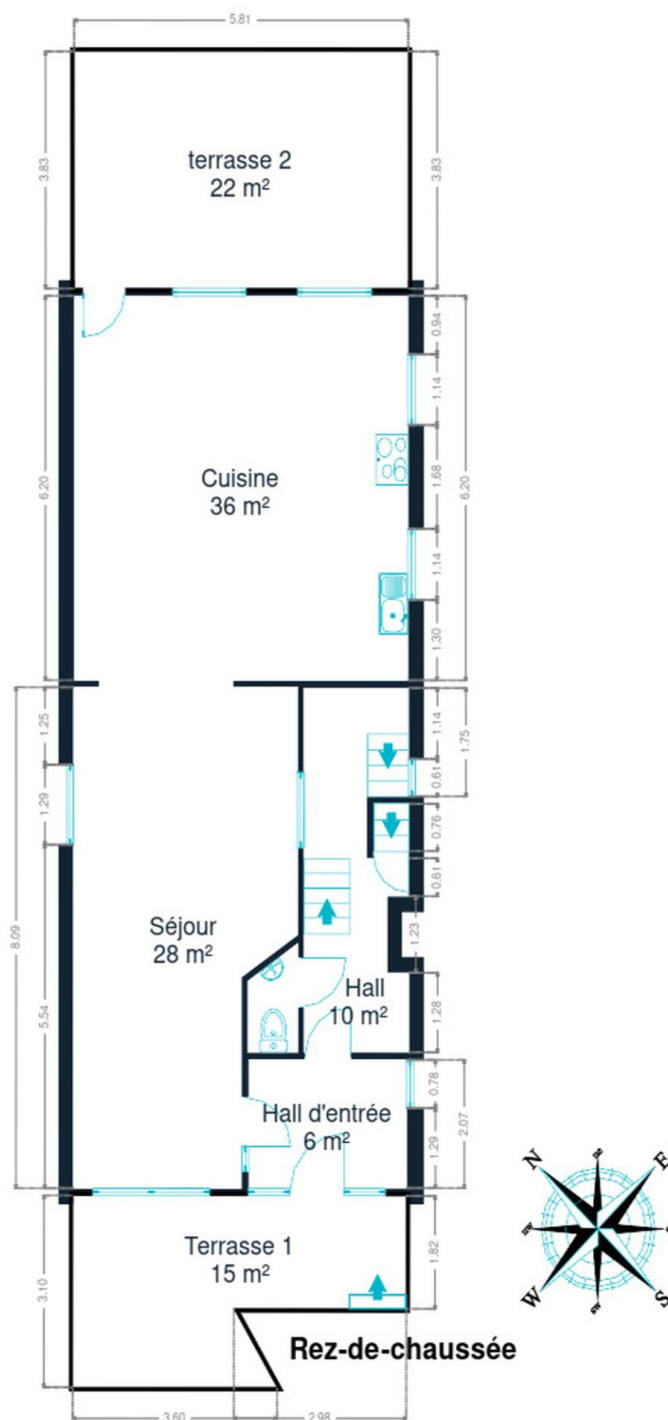 5.81
3.83
3.83
terrasse 2
22 m²
0.94
1.14
6.20
Cuisine
36 m²
1.68
6.20
1.14
1.30
1.25
1.14
1.75
1.29
0.61
0.76
0.61
8.09
Séjour
28 m²
1.23
5.54
Hall
10 m²
1.28
0.78
2.07
Hall d'entrée
6 m²
1.29
N
E
Terrasse 1
15 m²
1.82
3.10
W
S
SW
Rez-de-chaussée
3.60
2.98